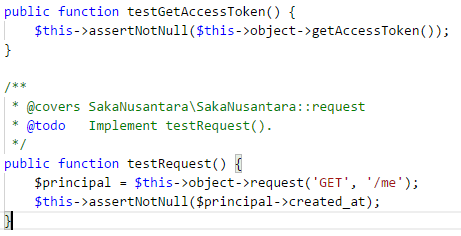 public function testGetAccessToken() {
    $this->assertNotNull($this->object->getAccessToken());
}

/**
 * @covers SakaNusantara\SakaNusantara::request
 * @todo   Implement testRequest().
 */
public function testRequest() {
    $principal = $this->object->request('GET', '/me');
    $this->assertNotNull($principal->created_at);
}